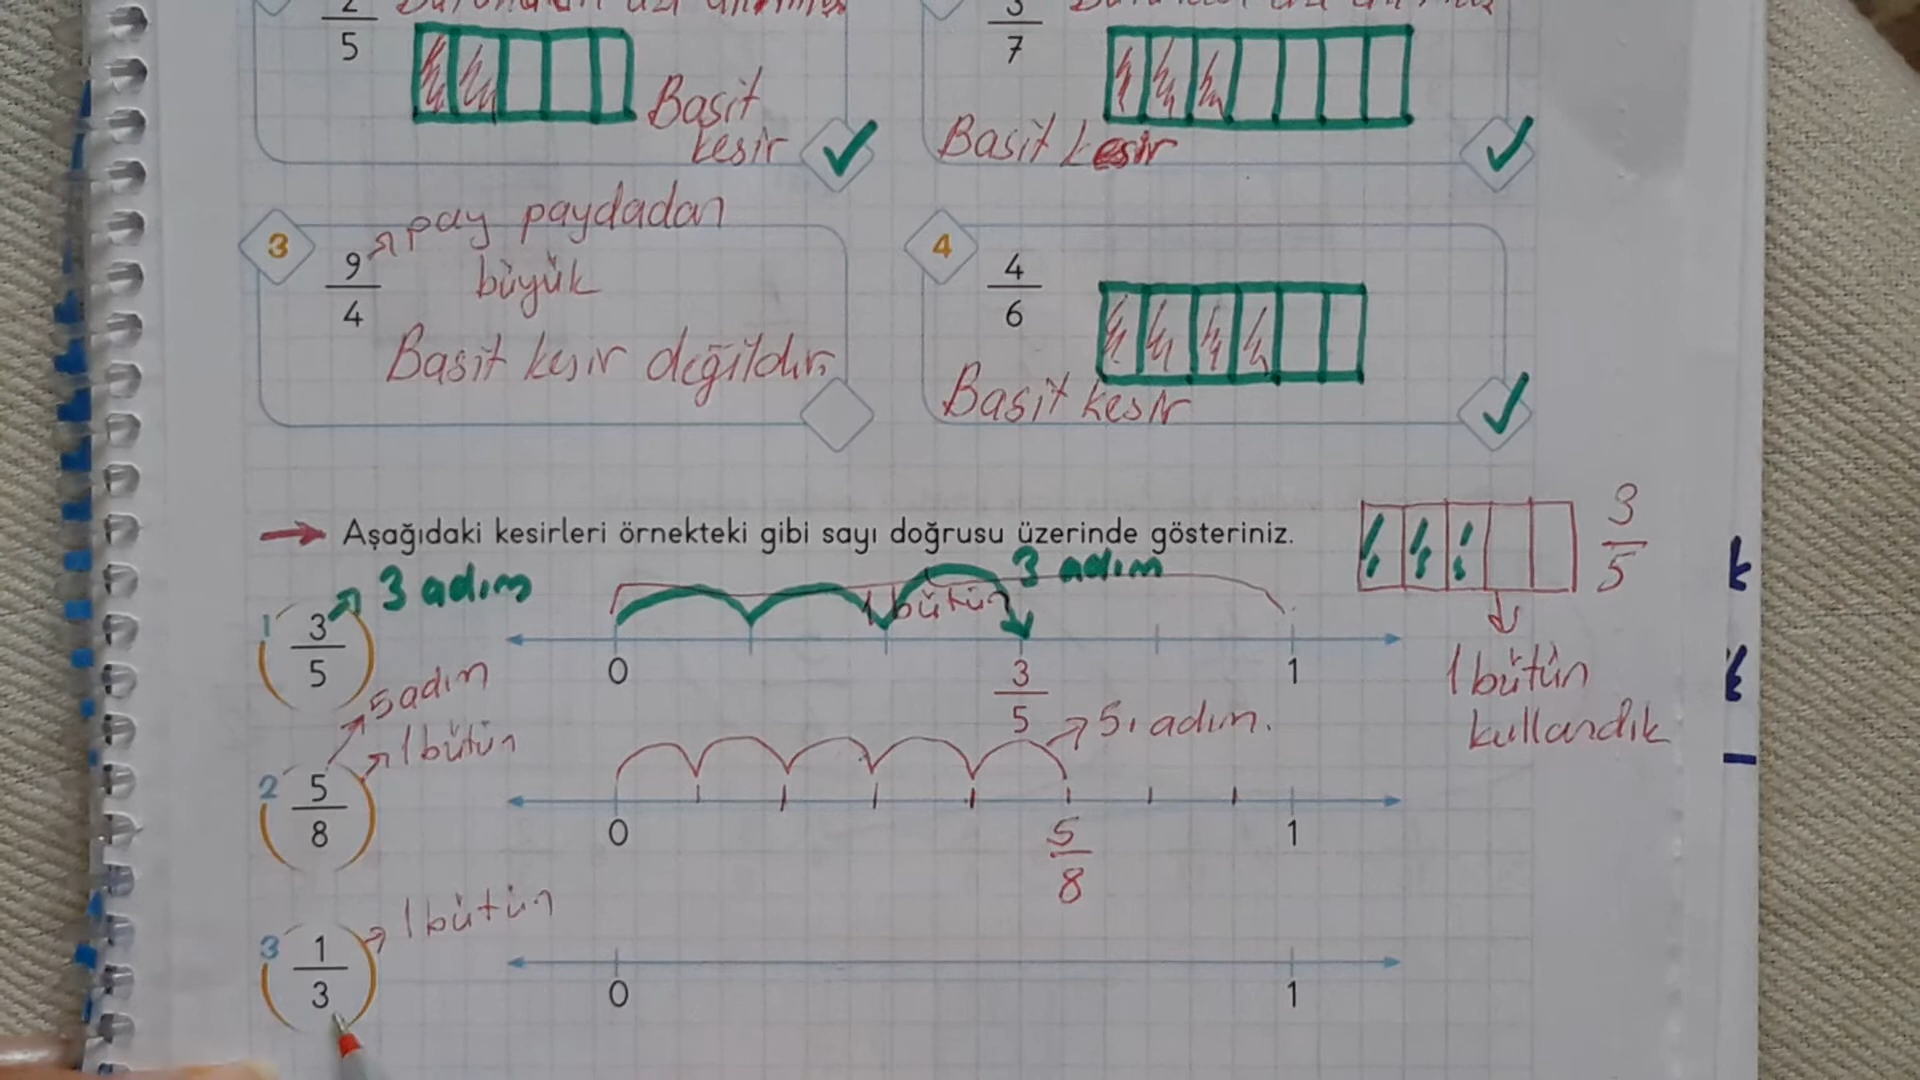 2/5
Basit
kesir
3/7
Basit kesir
3
9/4
pay paydadan
büyük
Basit kesir değildir.
4
4/6
Basit kesir
Aşağıdaki kesirleri örnekteki gibi sayı doğrusu üzerinde gösteriniz.
3/5
1 bütün
kullandık
1
3/5
3 adım
3 adım
1 bütün
0
3/5
1
2
5/8
5 adım
1 bütün
5. adım.
0
5/8
1
3
1/3
1 bütün
0
1